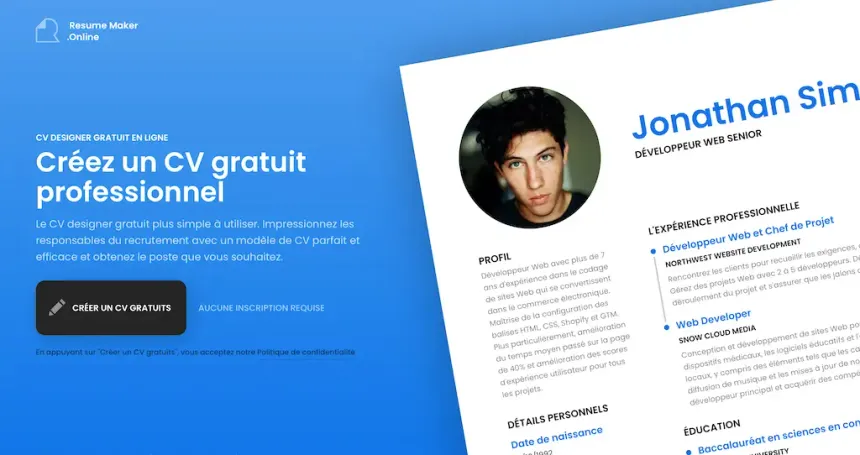 Resume Maker
.Online
CV DESIGNER GRATUIT EN LIGNE
Créez un CV gratuit
professionnel
Le CV designer gratuit plus simple à utiliser. Impressionnez les
responsables du recrutement avec un modèle de CV parfait et
efficace et obtenez le poste que vous souhaitez.
CRÉER UN CV GRATUITS
AUCUNE INSCRIPTION REQUISE
En appuyant sur "Créer un CV gratuits", vous acceptez notre Politique de confidentialité
Jonathan Sim
DÉVELOPPEUR WEB SENIOR
PROFIL
Développeur Web avec plus de 7
ans d'expérience dans le codage
de sites Web qui se convertissent
dans le commerce électronique.
Maîtrise de la configuration des
balises HTML, CSS, Shopify et GTM.
Plus particulièrement, amélioration
du temps moyen passé sur la page
de 40% et amélioration des scores
d'expérience utilisateur pour tous
les projets.
DÉTAILS PERSONNELS
Date de naissance
L'EXPÉRIENCE PROFESSIONNELLE
Développeur Web et Chef de Projet
NORTHWEST WEBSITE DEVELOPMENT
Rencontrez les clients pour recueillir les exigences,
Gérez des projets Web avec 2 à 5 développeurs.
déroulement du projet et s'assurer que les jalons
Web Developer
SNOW CLOUD MEDIA
Conception et développement de sites Web
dispositifs médicaux, les logiciels éducatifs et
locaux, y compris des éléments tels que les
diffusion de musique et les mises à jour de
développeur principal et acquérir des
ÉDUCATION
Baccalauréat en sciences en